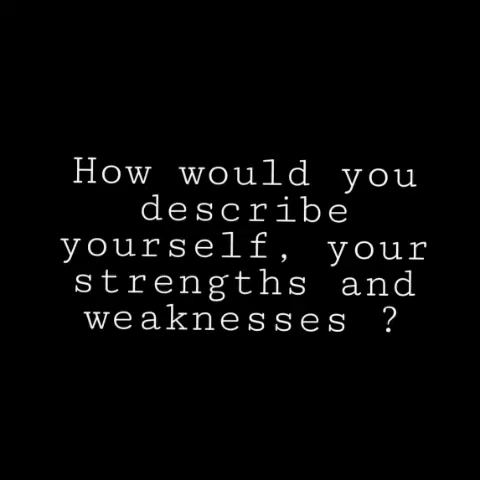 How would you
describe
yourself, your
strengths and
weaknesses ?